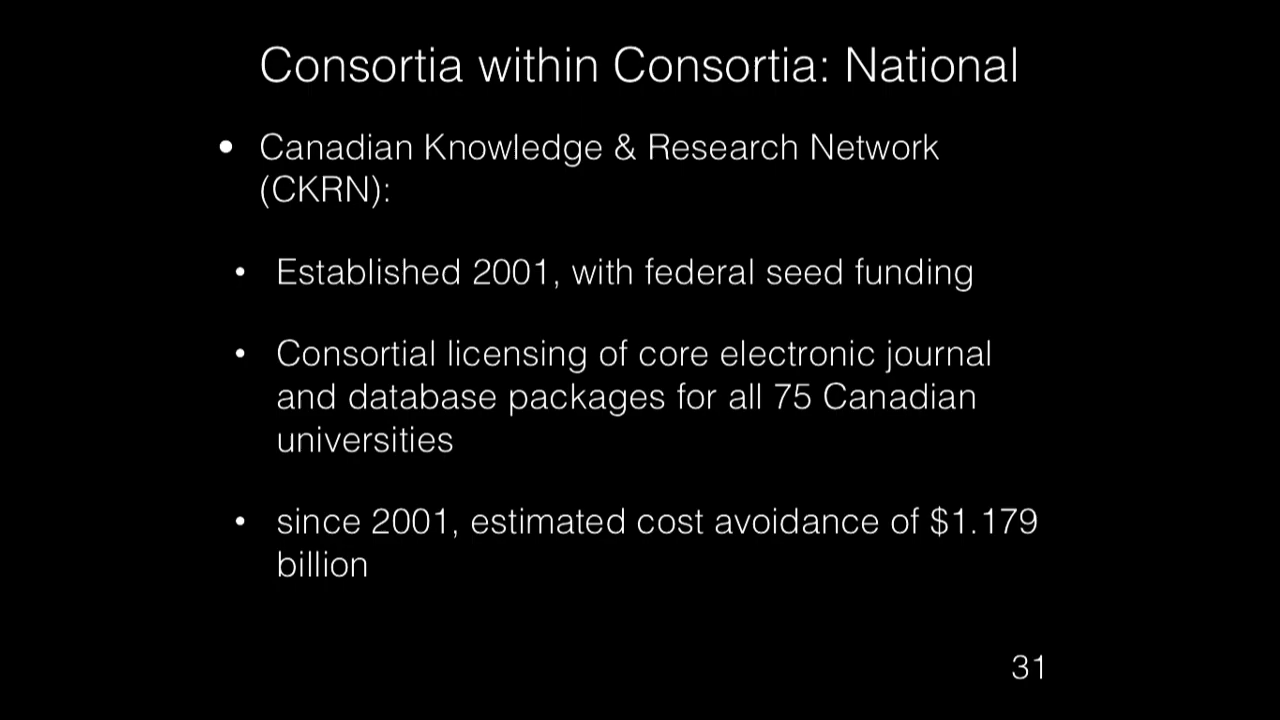 Consortia within Consortia: National
• Canadian Knowledge & Research Network
(CKRN):
• Established 2001, with federal seed funding
• Consortial licensing of core electronic journal
and database packages for all 75 Canadian
universities
• since 2001, estimated cost avoidance of $1.179
billion
31